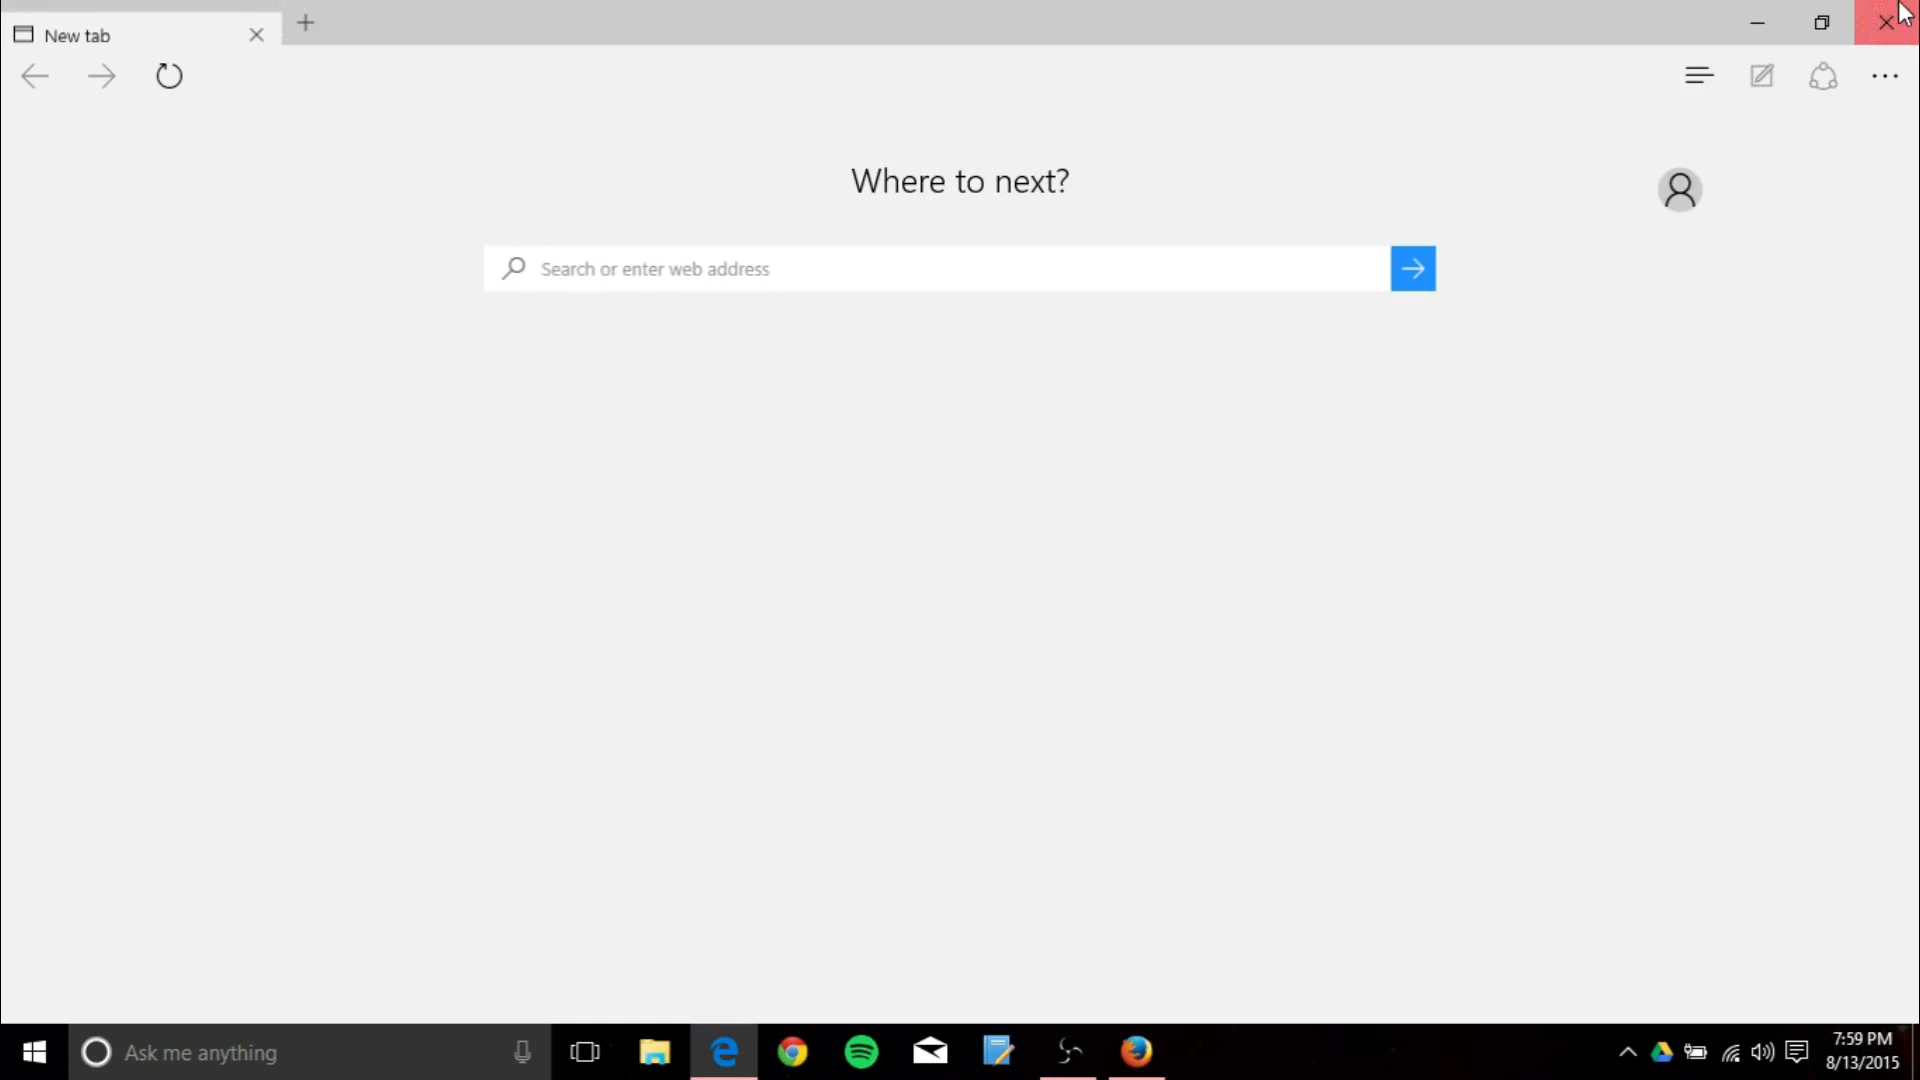 New tab
Where to next?
Search or enter web address
Ask me anything
7:59 PM
8/13/2015